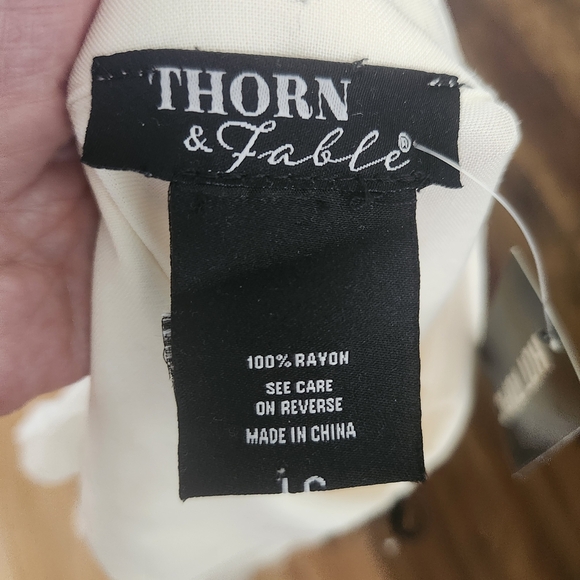 THORN
& Fable®
100% RAYON
SEE CARE
ON REVERSE
MADE IN CHINA